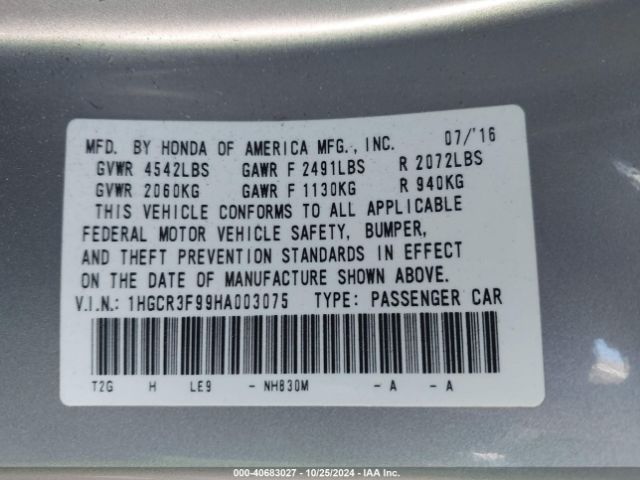 MFD. BY HONDA OF AMERICA MFG., INC. 07/'16
GVWR 4542LBS GAWR F 2491LBS R 2072LBS
GVWR 2060KG GAWR F 1130KG R 940KG
THIS VEHICLE CONFORMS TO ALL APPLICABLE
FEDERAL MOTOR VEHICLE SAFETY, BUMPER,
AND THEFT PREVENTION STANDARDS IN EFFECT
ON THE DATE OF MANUFACTURE SHOWN ABOVE.
V.I.N.: 1HGCR3F99HA003075 TYPE: PASSENGER CAR
T2G H LE9 - NH830M - A - A
000-40683027 - 10/25/2024 - IAA Inc.